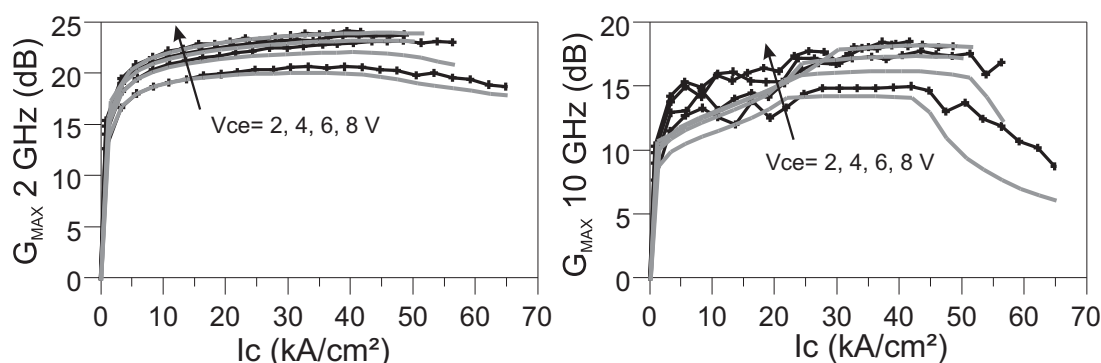 G_MAX 2 GHz (dB)
25
20
15
10
5
0
Vce= 2, 4, 6, 8 V
0 10 20 30 40 50 60 70
Ic (kA/cm²)
G_MAX 10 GHz (dB)
20
15
10
5
0
Vce= 2, 4, 6, 8 V
0 10 20 30 40 50 60 70
Ic (kA/cm²)